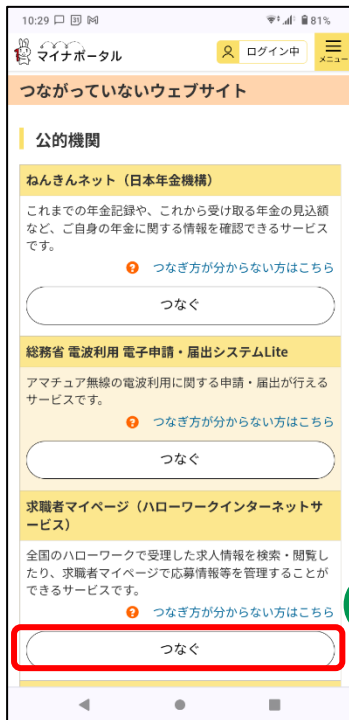 10:29 31 81%
マイナポータル ログイン中 メニュー
つながっていないウェブサイト
公的機関
ねんきんネット（日本年金機構）
これまでの年金記録や、これから受け取る年金の見込額
など、ご自身の年金に関する情報を確認できるサービス
です。
? つなぎ方が分からない方はこちら
つなぐ
総務省 電波利用 電子申請・届出システムLite
アマチュア無線の電波利用に関する申請・届出が行える
サービスです。
? つなぎ方が分からない方はこちら
つなぐ
求職者マイページ（ハローワークインターネットサ
ービス）
全国のハローワークで受理した求人情報を検索・閲覧し
たり、求職者マイページで応募情報等を管理することが
できるサービスです。
? つなぎ方が分からない方はこちら
つなぐ